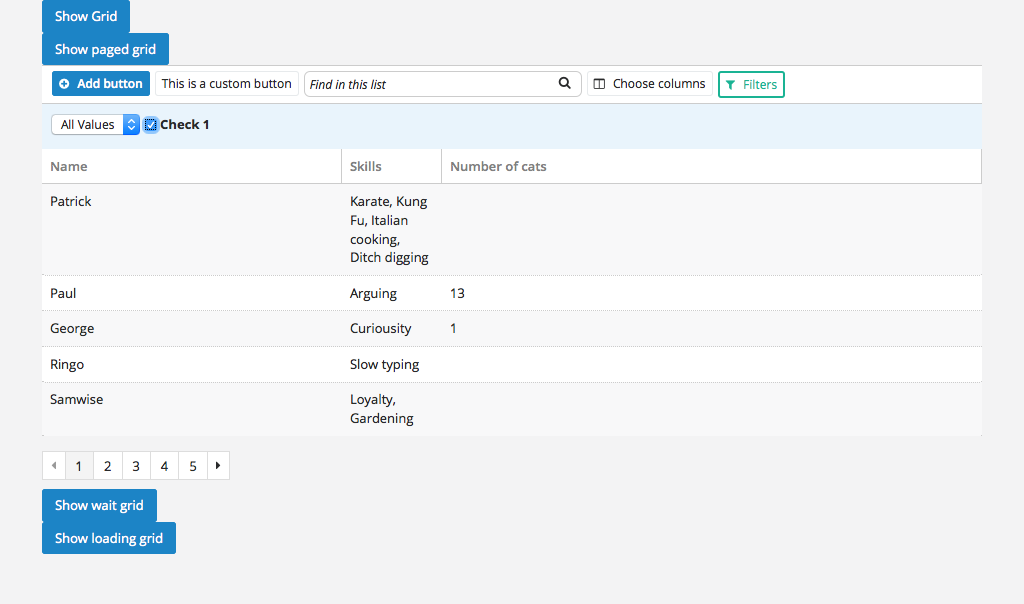 Show Grid
Show paged grid
Add button This is a custom button Find in this list Choose columns Filters
All Values Check 1
Name Skills Number of cats
Patrick Karate, Kung
Fu, Italian
cooking,
Ditch digging
Paul Arguing 13
George Curiousity 1
Ringo Slow typing
Samwise Loyalty,
Gardening
1 2 3 4 5
Show wait grid
Show loading grid